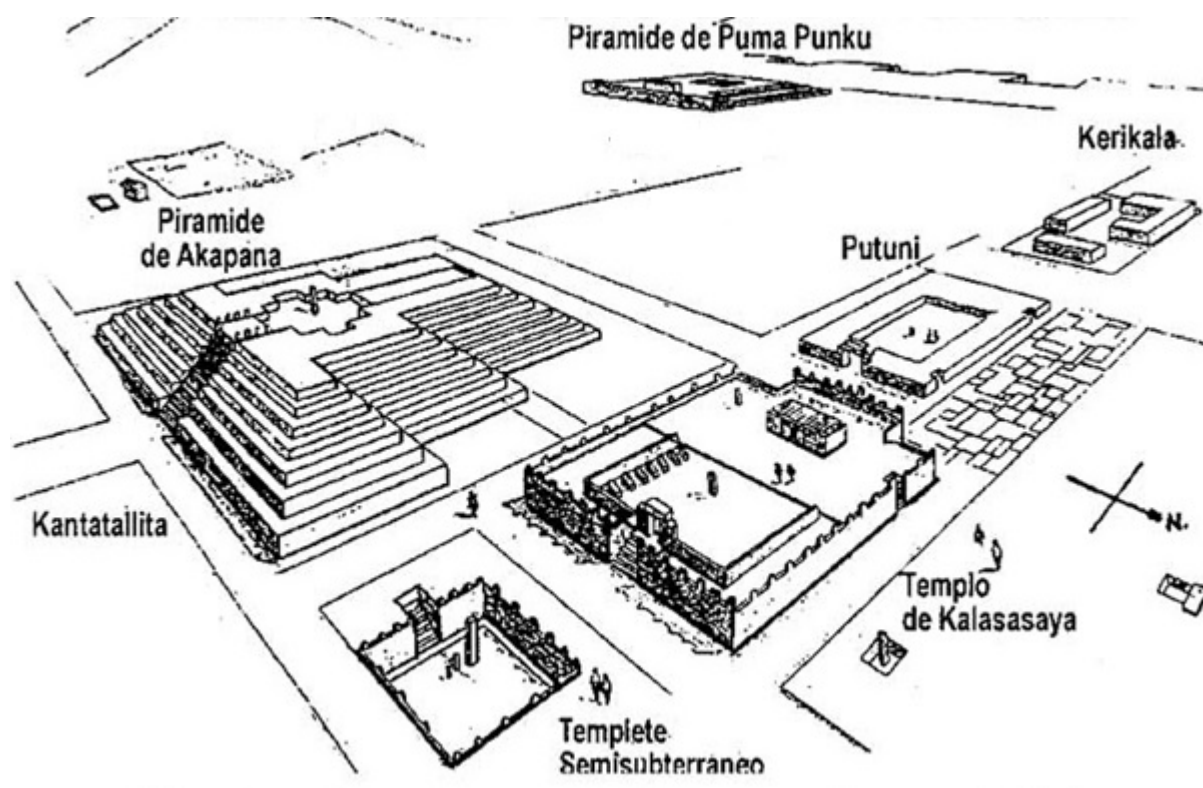 Piramide de Puma Punku
Kerikala
Piramide
de Akapana
Putuni
Kantatallita
N.
Templo
de Kalasasaya
Templete
Semisubterraneo